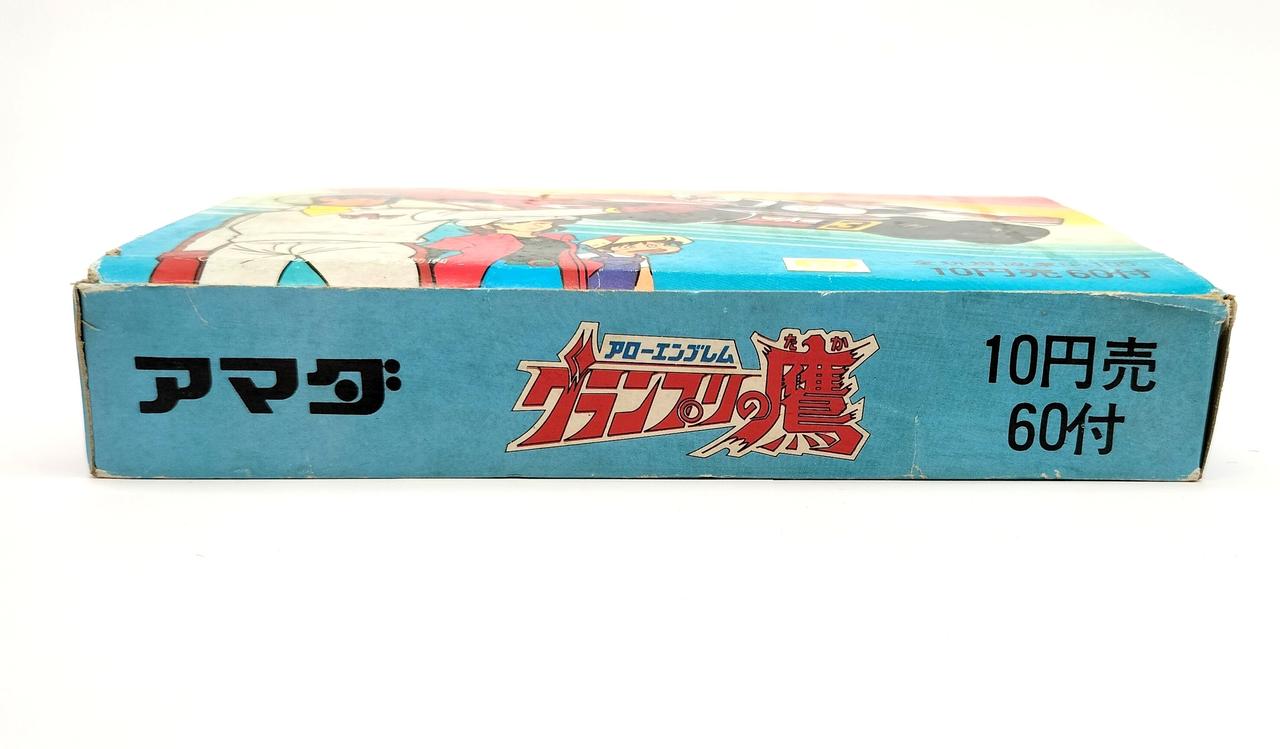 10円売 60付
アマダ
アローエンブレム
グランプリの鷹
たか
10円売
60付